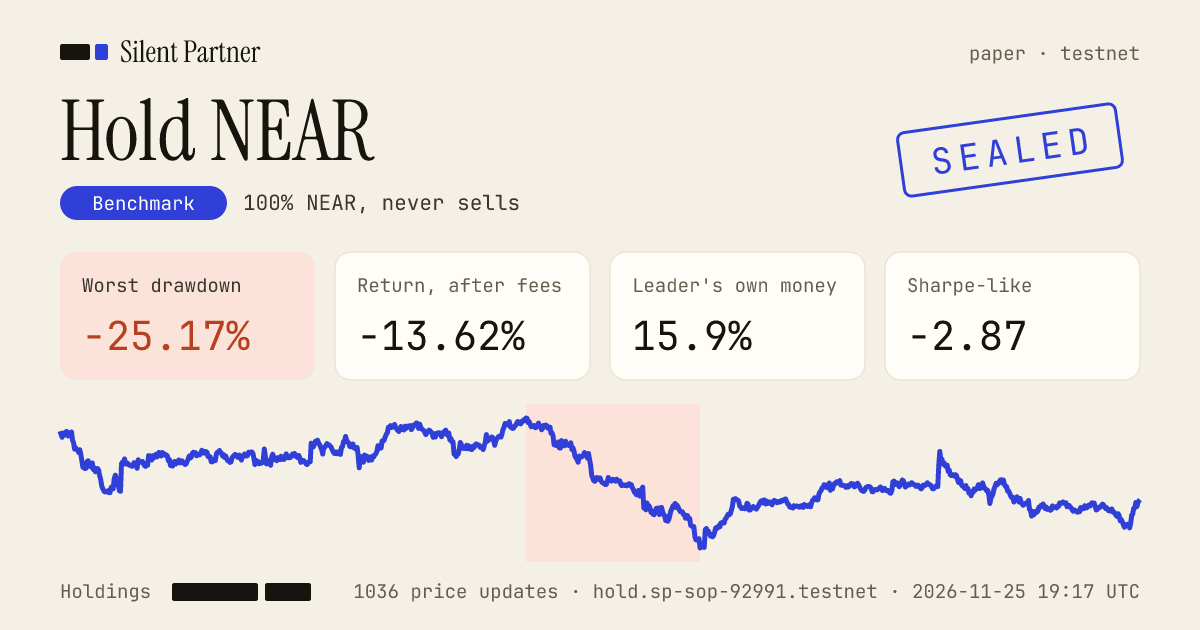 Silent Partner
paper · testnet
Hold NEAR
SEALED
Benchmark
100% NEAR, never sells
Worst drawdown
-25.17%
Return, after fees
-13.62%
Leader's own money
15.9%
Sharpe-like
-2.87
Holdings
1036 price updates · hold.sp-sop-92991.testnet · 2026-11-25 19:17 UTC